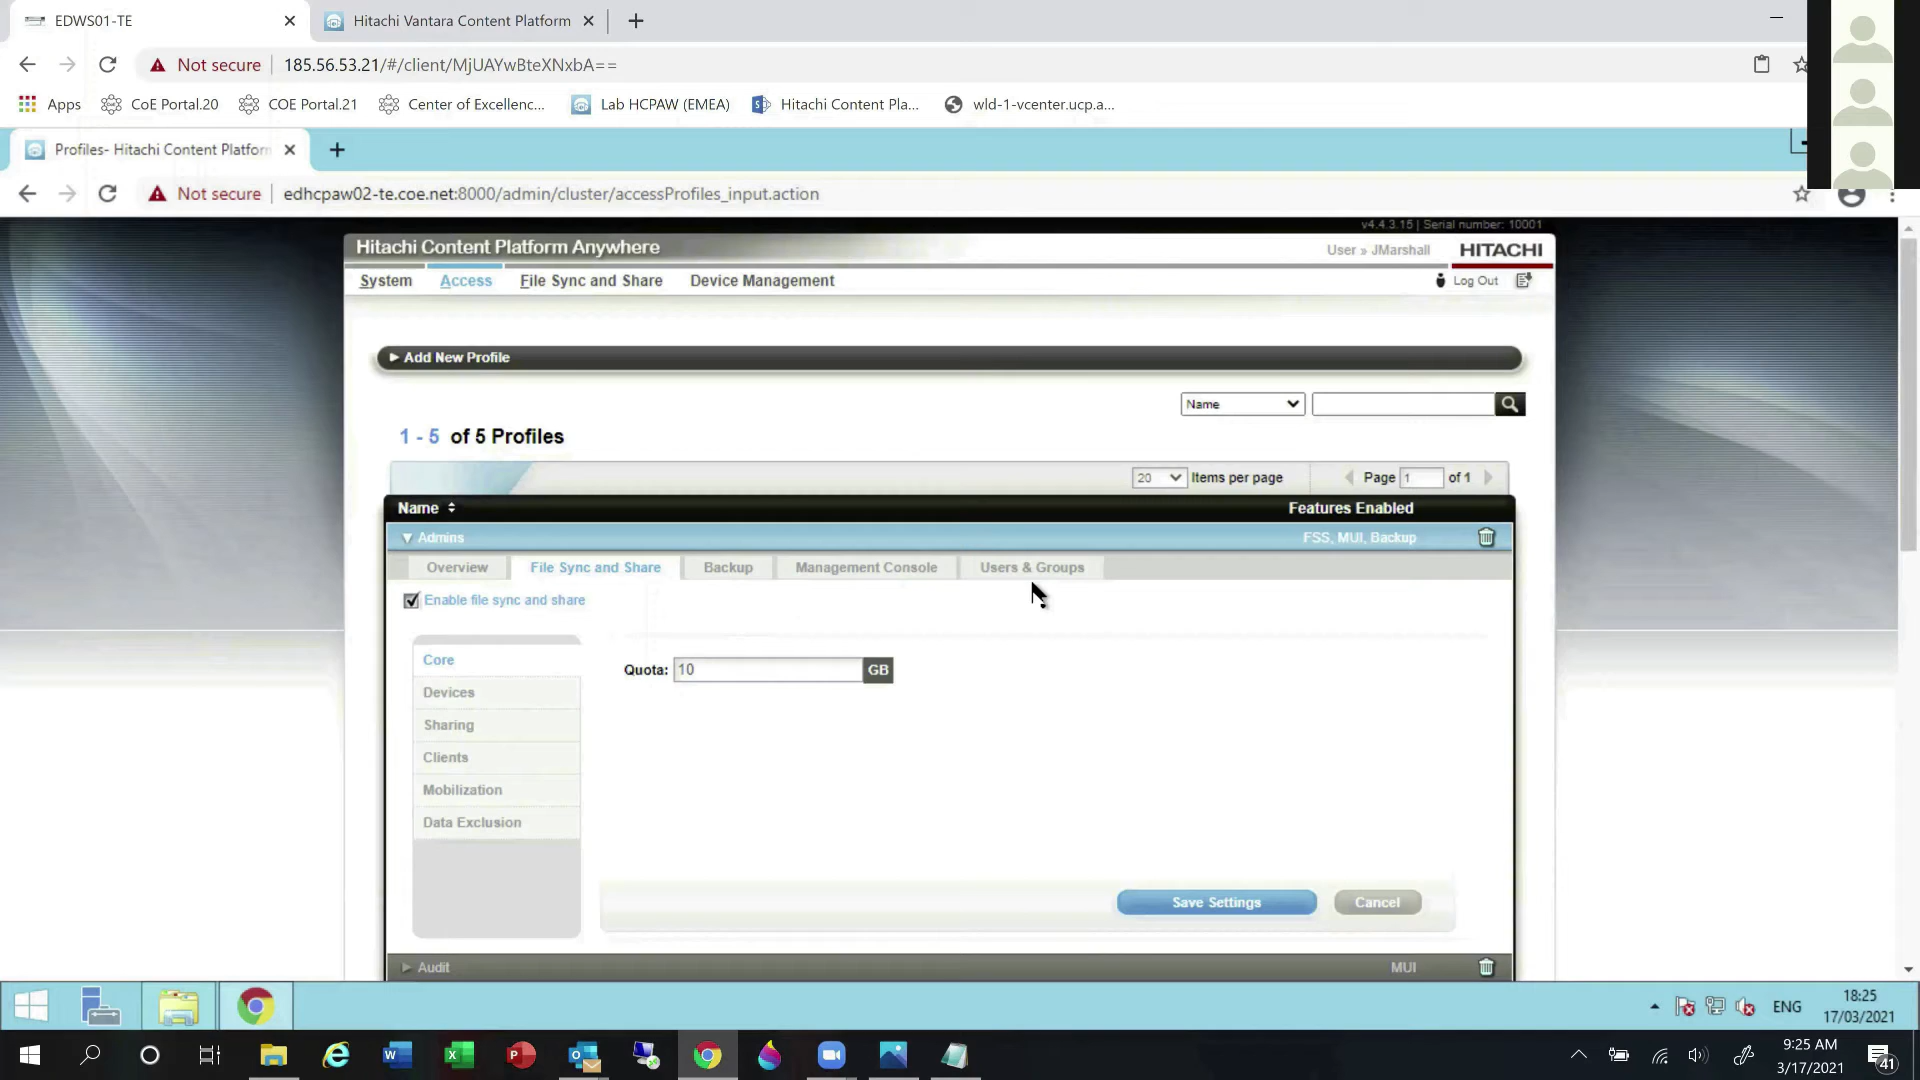 EDWS01-TE
Hitachi Vantara Content Platform
Not secure 185.56.53.21/#/client/MjUAYwBteXNxbA==
Apps CoE Portal.20 COE Portal.21 Center of Excellenc... Lab HCPAW (EMEA) Hitachi Content Pla... wld-1-vcenter.ucp.a...
Profiles- Hitachi Content Platform
Not secure edhcpaw02-te.coe.net:8000/admin/cluster/accessProfiles_input.action
v4.4.3.15 | Serial number: 10001
Hitachi Content Platform Anywhere User » JMarshall HITACHI
System Access File Sync and Share Device Management Log Out
Add New Profile
Name
1 - 5 of 5 Profiles
20 Items per page Page 1 of 1
Name Features Enabled
Admins FSS, MUI, Backup
Overview File Sync and Share Backup Management Console Users & Groups
Enable file sync and share
Core
Quota: 10 GB
Devices
Sharing
Clients
Mobilization
Data Exclusion
Save Settings Cancel
Audit MUI
ENG 18:25
17/03/2021
9:25 AM
3/17/2021
41